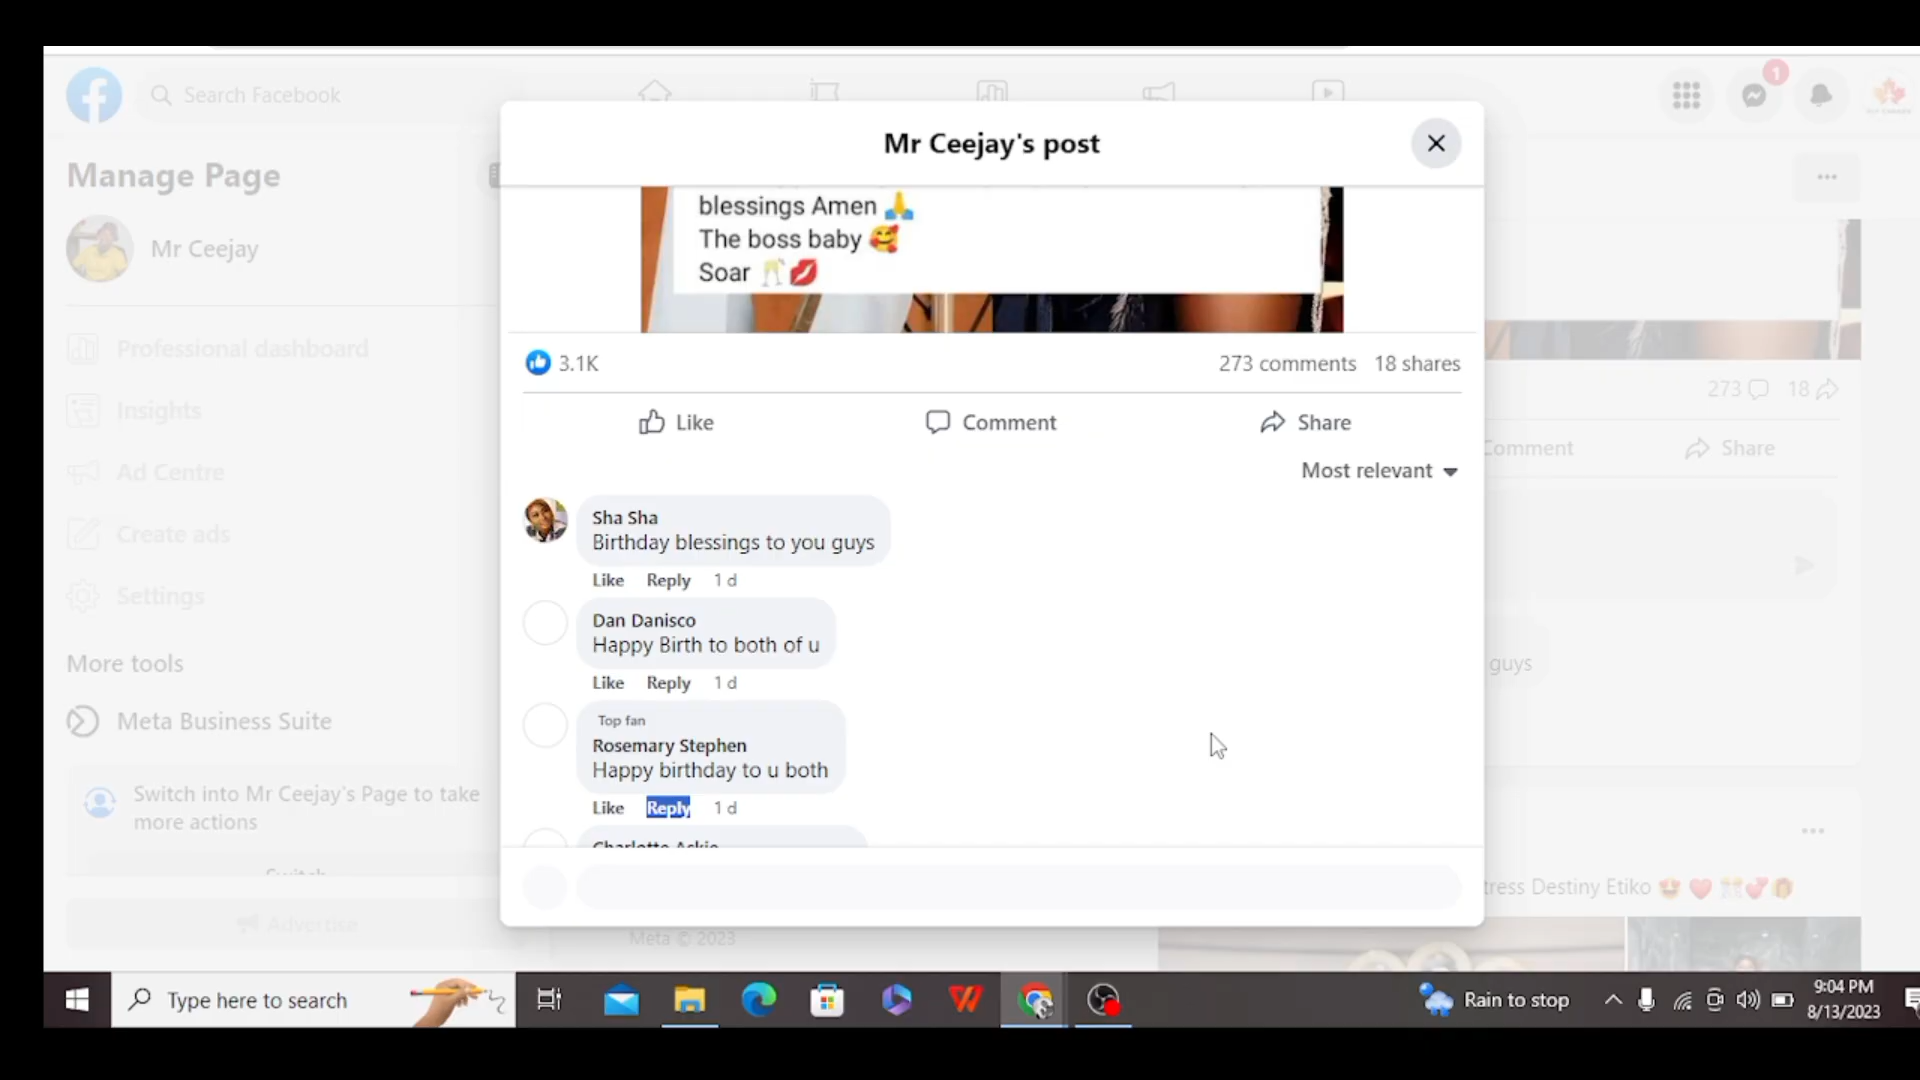 Search Facebook
1
Manage Page
Mr Ceejay
Professional dashboard
Insights
Ad Centre
Create ads
Settings
More tools
Meta Business Suite
Switch into Mr Ceejay's Page to take
more actions
Switch
Advertise
Mr Ceejay's post
blessings Amen 🙏
The boss baby 🥰
Soar 🥂💋
3.1K
273 comments 18 shares
Like Comment Share
Most relevant
Sha Sha
Birthday blessings to you guys
Like Reply 1 d
Dan Danisco
Happy Birth to both of u
Like Reply 1 d
Top fan
Rosemary Stephen
Happy birthday to u both
Like Reply 1 d
Charlotte Askie
273 18
Comment Share
guys
Destiny Etiko
Meta © 2023
Type here to search
Rain to stop
9:04 PM
8/13/2023